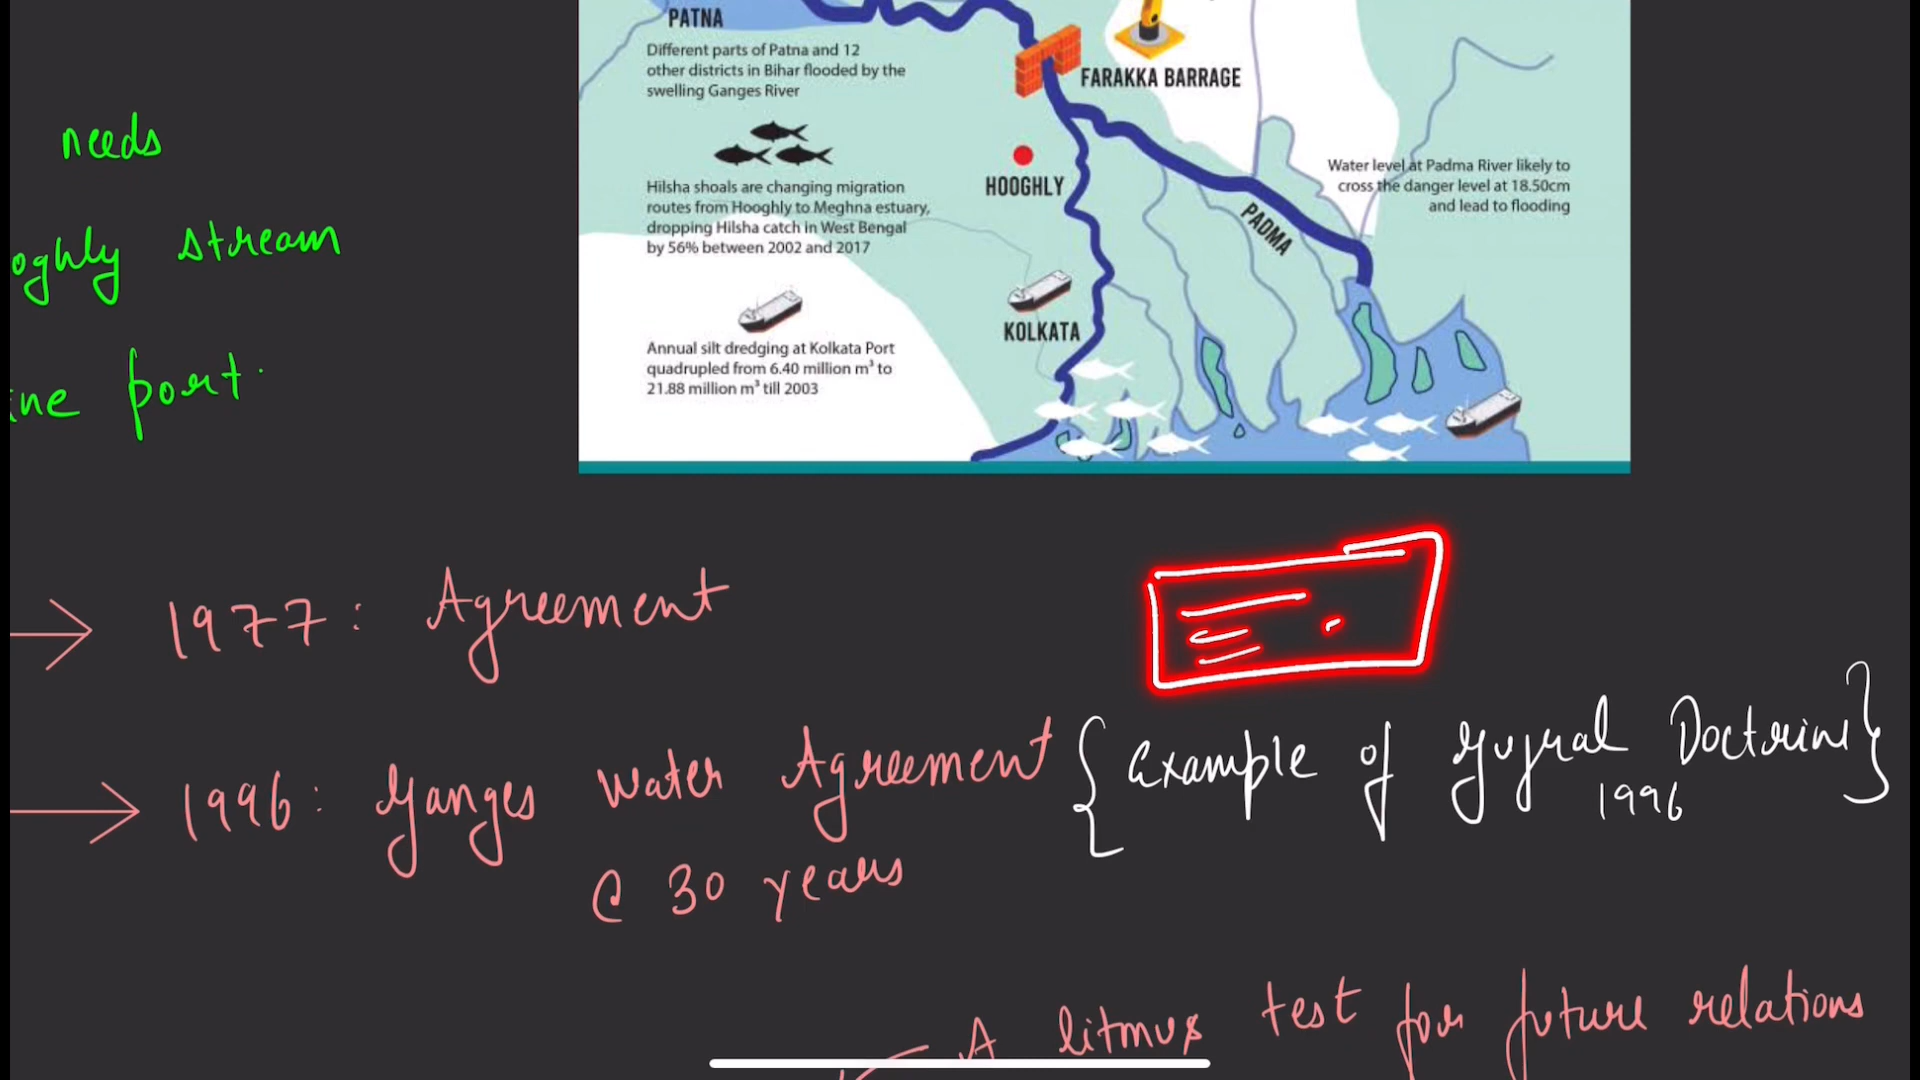 PATNA
Different parts of Patna and 12
other districts in Bihar flooded by the
swelling Ganges River
FARAKKA BARRAGE
Hilsha shoals are changing migration
routes from Hooghly to Meghna estuary,
dropping Hilsha catch in West Bengal
by 56% between 2002 and 2017
HOOGHLY
PADMA
Water level at Padma River likely to
cross the danger level at 18.50cm
and lead to flooding
KOLKATA
Annual silt dredging at Kolkata Port
quadrupled from 6.40 million m³ to
21.88 million m³ till 2003
needs
oghly stream
ine port.
→ 1977: Agreement
→ 1996: Ganges Water Agreement {Example of Gujral Doctrine}
1996
@ 30 years
A litmus test for future relations